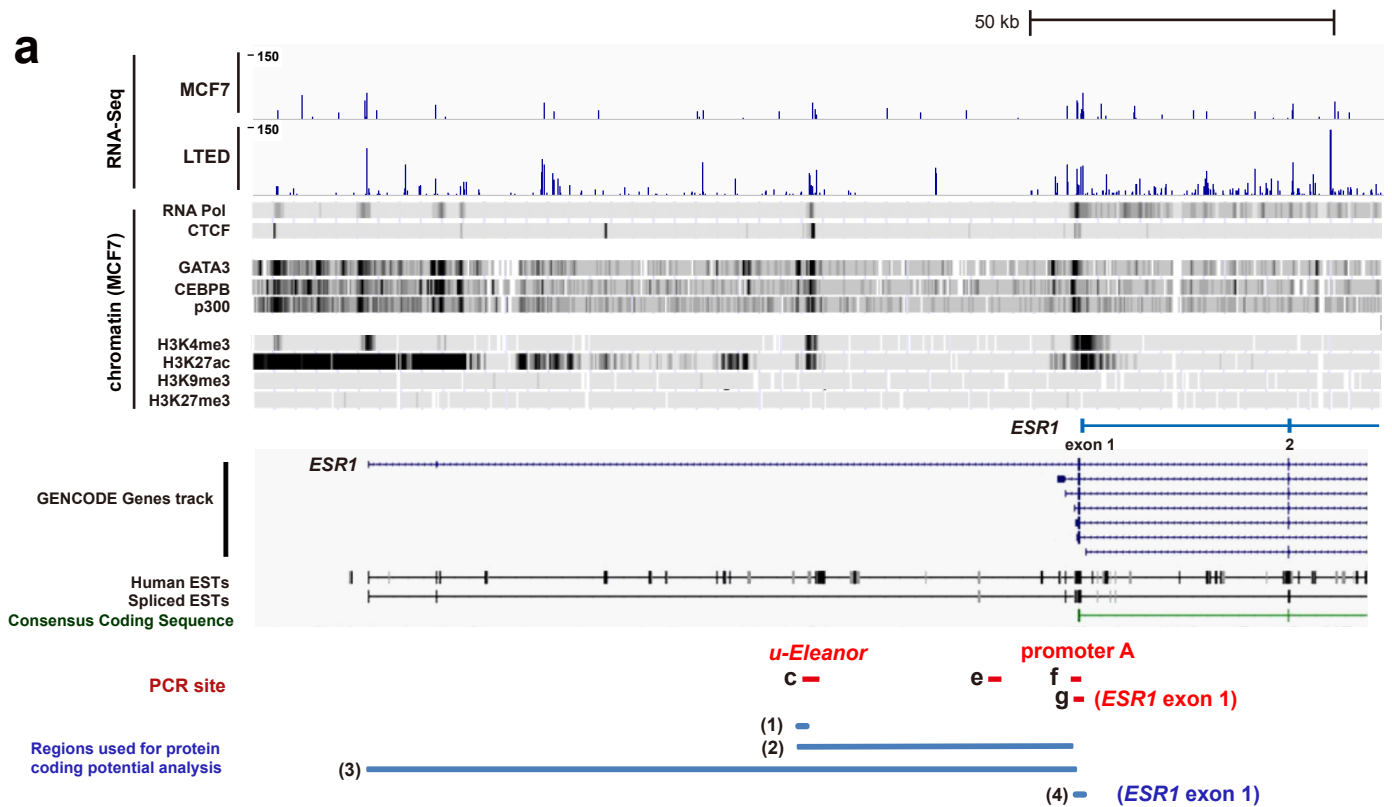 a
50 kb
RNA-Seq
150
MCF7
150
LTED
chromatin (MCF7)
RNA Pol
CTCF
GATA3
CEBPB
p300
H3K4me3
H3K27ac
H3K9me3
H3K27me3
ESR1
exon 1 2
ESR1
GENCODE Genes track
Human ESTs
Spliced ESTs
Consensus Coding Sequence
u-Eleanor promoter A
PCR site c e f
g (ESR1 exon 1)
(1)
Regions used for protein (2)
coding potential analysis
(3)
(4) (ESR1 exon 1)